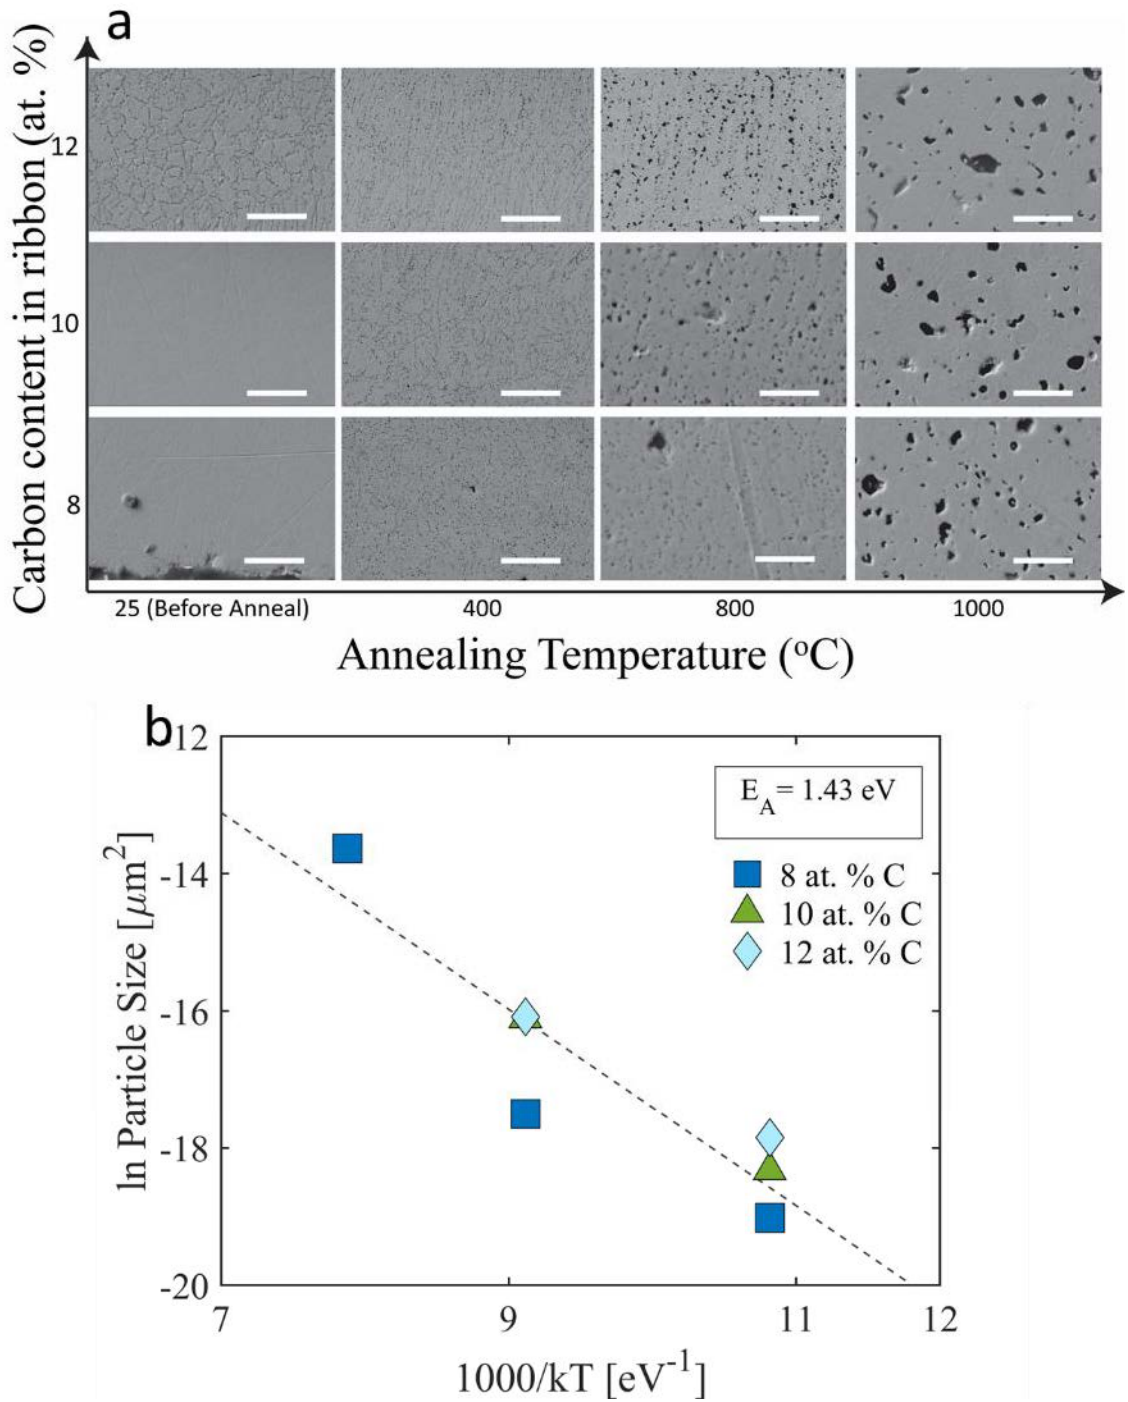 a
Carbon content in ribbon (at. %)
12
10
8
25 (Before Anneal)
400
800
1000
Annealing Temperature (ºC)
b
-12
-14
-16
-18
-20
ln Particle Size [μm²]
E_A = 1.43 eV
8 at. % C
10 at. % C
12 at. % C
7
9
11
12
1000/kT [eV⁻¹]